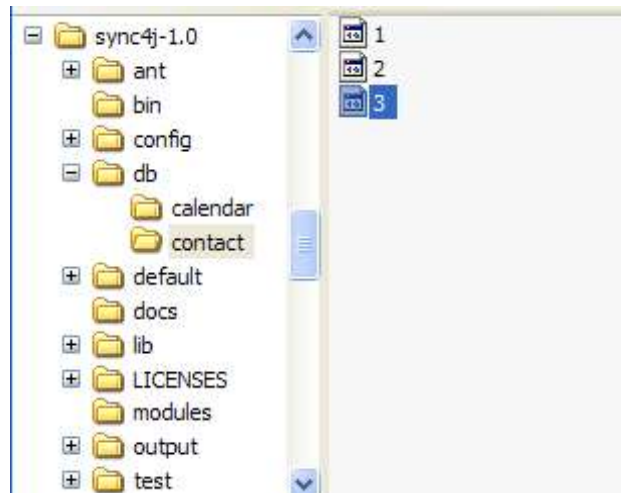 sync4j-1.0
ant
bin
config
db
calendar
contact
default
docs
lib
LICENSES
modules
output
test
1
2
3